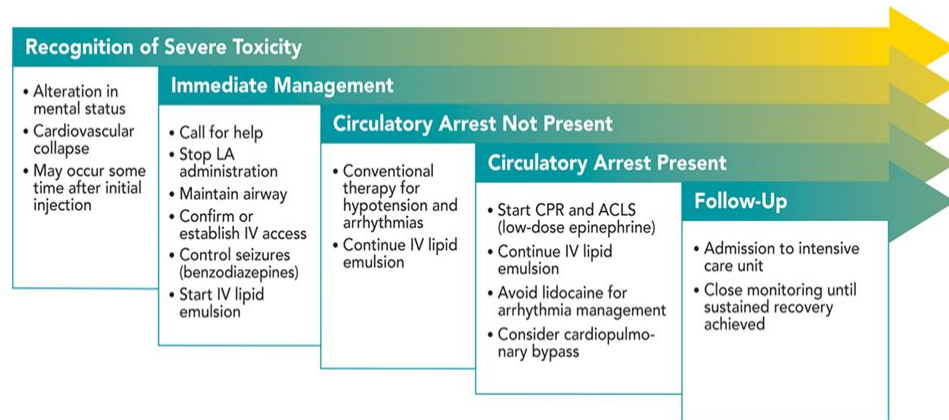 Recognition of Severe Toxicity
• Alteration in
mental status
• Cardiovascular
collapse
• May occur some
time after initial
injection
Immediate Management
• Call for help
• Stop LA
administration
• Maintain airway
• Confirm or
establish IV access
• Control seizures
(benzodiazepines)
• Start IV lipid
emulsion
Circulatory Arrest Not Present
• Conventional
therapy for
hypotension and
arrhythmias
• Continue IV lipid
emulsion
Circulatory Arrest Present
• Start CPR and ACLS
(low-dose epinephrine)
• Continue IV lipid
emulsion
• Avoid lidocaine for
arrhythmia management
• Consider cardiopulmo-
nary bypass
Follow-Up
• Admission to intensive
care unit
• Close monitoring until
sustained recovery
achieved